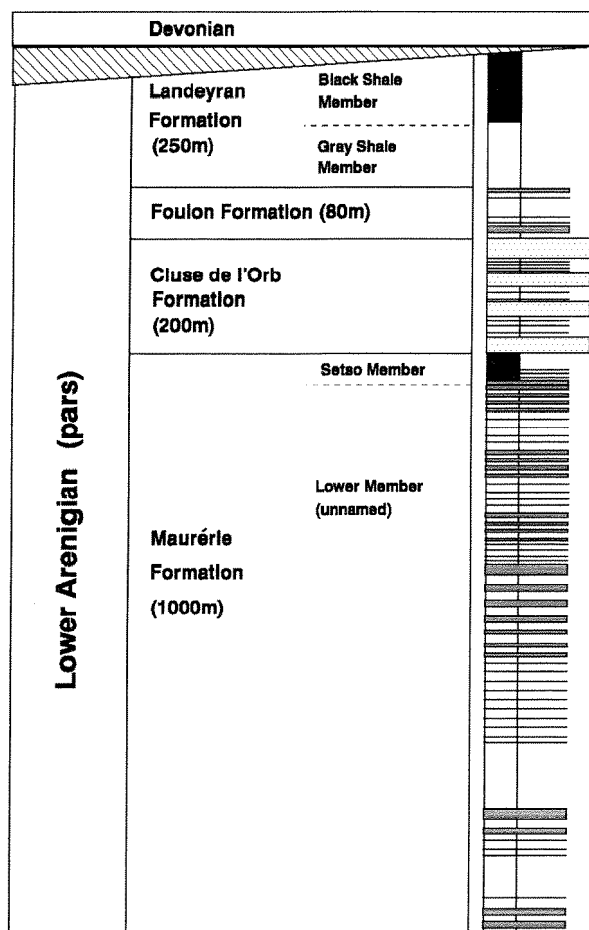 Devonian
Landeyran
Formation
(250m)
Black Shale
Member
Gray Shale
Member
Foulon Formation (80m)
Cluse de l'Orb
Formation
(200m)
Setso Member
Lower Member
(unnamed)
Maurérie
Formation
(1000m)
Lower Arenigian (pars)